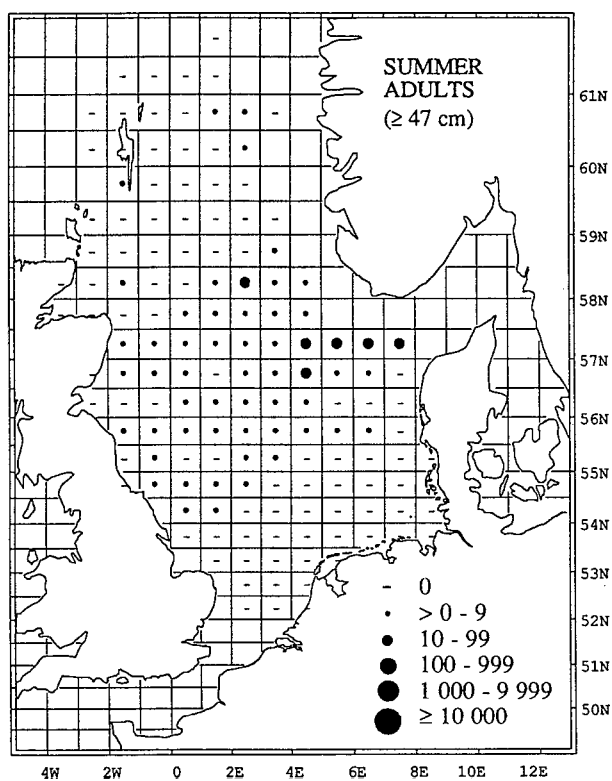 SUMMER
ADULTS
(≥ 47 cm)
61N
60N
59N
58N
57N
56N
55N
54N
53N
52N
51N
50N
- 0
• > 0 - 9
• 10 - 99
• 100 - 999
• 1 000 - 9 999
• ≥ 10 000
4W 2W 0 2E 4E 6E 8E 10E 12E